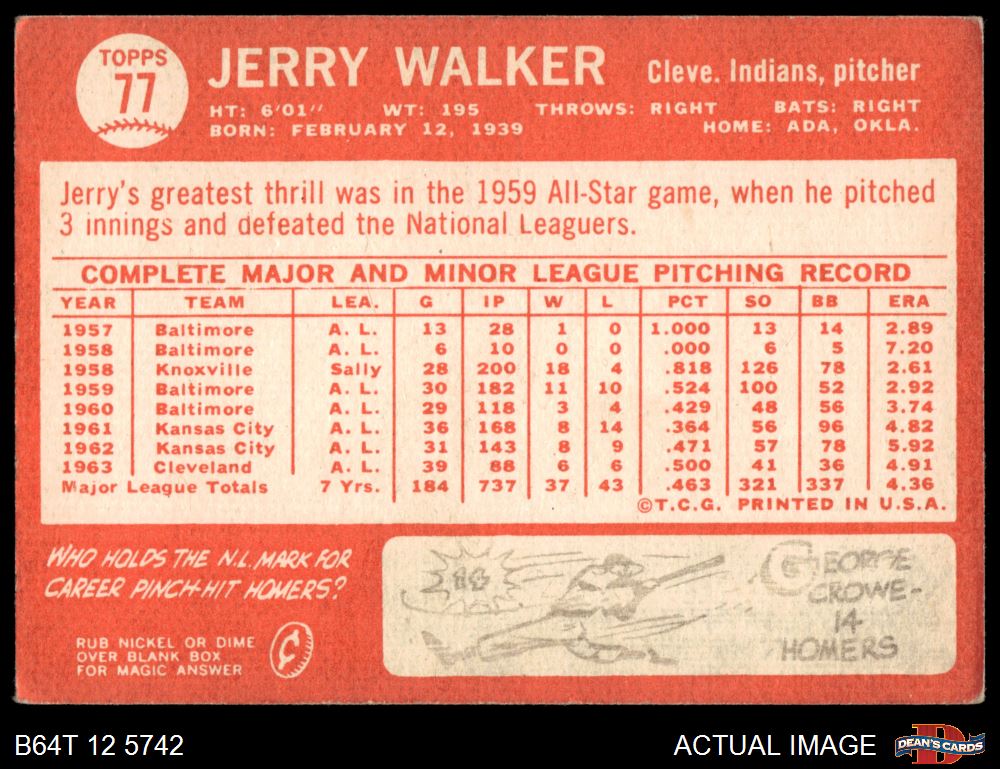 TOPPS
77
JERRY WALKER Cleve. Indians, pitcher
HT: 6'01" WT: 195 THROWS: RIGHT BATS: RIGHT
BORN: FEBRUARY 12, 1939 HOME: ADA, OKLA.
Jerry's greatest thrill was in the 1959 All-Star game, when he pitched
3 innings and defeated the National Leaguers.
COMPLETE MAJOR AND MINOR LEAGUE PITCHING RECORD
YEAR TEAM LEA. G IP W L PCT SO BB ERA
1957 Baltimore A. L. 13 28 1 0 1.000 13 14 2.89
1958 Baltimore A. L. 6 10 0 0 .000 6 5 7.20
1958 Knoxville Sally 28 200 18 4 .818 126 78 2.61
1959 Baltimore A. L. 30 182 11 10 .524 100 52 2.92
1960 Baltimore A. L. 29 118 3 4 .429 48 56 3.74
1961 Kansas City A. L. 36 168 8 14 .364 56 96 4.82
1962 Kansas City A. L. 31 143 8 9 .471 57 78 5.92
1963 Cleveland A. L. 39 88 6 6 .500 41 36 4.91
Major League Totals 7 Yrs. 184 737 37 43 .463 321 337 4.36
©T.C.G. PRINTED IN U.S.A.
WHO HOLDS THE N.L. MARK FOR
CAREER PINCH-HIT HOMERS?
RUB NICKEL OR DIME
OVER BLANK BOX
FOR MAGIC ANSWER
GEORGE
CROWE-
14
HOMERS
B64T 12 5742 ACTUAL IMAGE DEAN'S CARDS